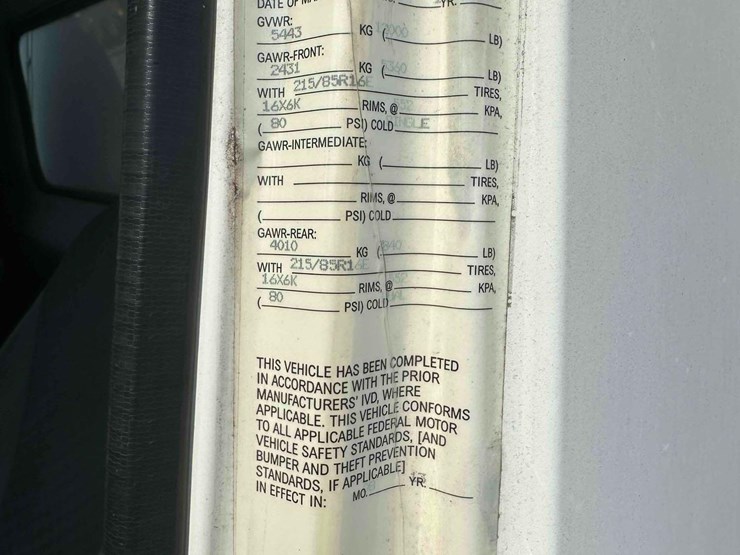 DATE OF YR.
GVWR:
5443 KG ( LB)
GAWR-FRONT:
2431 KG ( LB)
WITH 215/85R16E TIRES,
16X6K RIMS, @ KPA,
( 80 PSI) COLD
GAWR-INTERMEDIATE:
KG ( LB)
WITH TIRES,
RIMS, @ KPA,
( PSI) COLD
GAWR-REAR:
4010 KG ( LB)
WITH 215/85R16 TIRES,
16X6K RIMS, @ KPA,
( 80 PSI) COLD
THIS VEHICLE HAS BEEN COMPLETED
IN ACCORDANCE WITH THE PRIOR
MANUFACTURERS' IVD, WHERE
APPLICABLE. THIS VEHICLE CONFORMS
TO ALL APPLICABLE FEDERAL MOTOR
VEHICLE SAFETY STANDARDS, [AND
BUMPER AND THEFT PREVENTION
STANDARDS, IF APPLICABLE]
IN EFFECT IN: MO. YR.